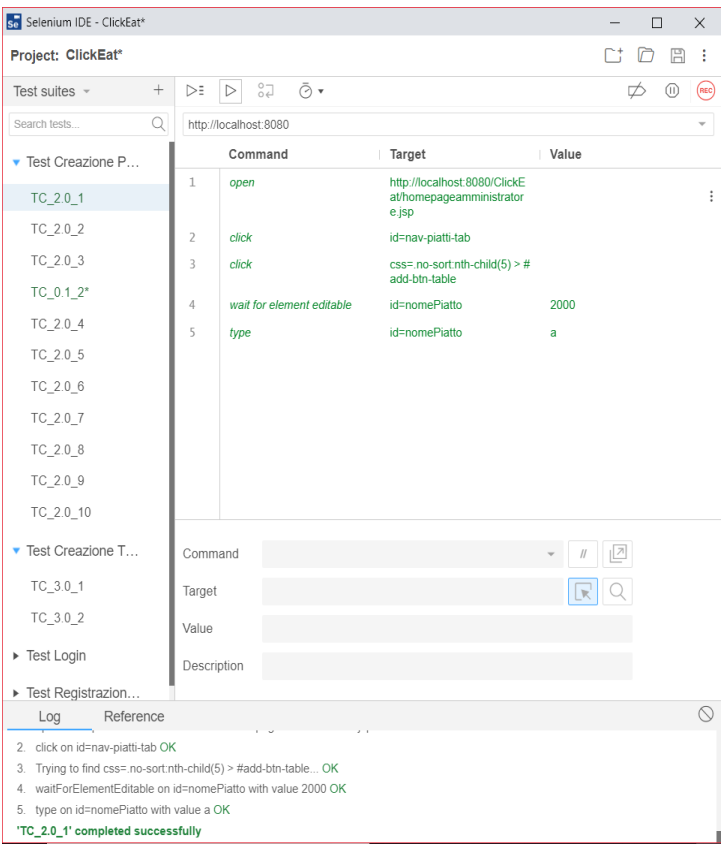 Selenium IDE - ClickEat*
Project: ClickEat*
Test suites
Search tests...
Test Creazione P...
TC_2.0_1
TC_2.0_2
TC_2.0_3
TC_0.1_2*
TC_2.0_4
TC_2.0_5
TC_2.0_6
TC_2.0_7
TC_2.0_8
TC_2.0_9
TC_2.0_10
Test Creazione T...
TC_3.0_1
TC_3.0_2
Test Login
Test Registrazion...
REC
http://localhost:8080
Command Target Value
1 open http://localhost:8080/ClickE
at/homepageamministrator
e.jsp
2 click id=nav-piatti-tab
3 click css=.no-sort:nth-child(5) > #
add-btn-table
4 wait for element editable id=nomePiatto 2000
5 type id=nomePiatto a
Command //
Target
Value
Description
Log Reference
2. click on id=nav-piatti-tab OK
3. Trying to find css=.no-sort:nth-child(5) > #add-btn-table... OK
4. waitForElementEditable on id=nomePiatto with value 2000 OK
5. type on id=nomePiatto with value a OK
'TC_2.0_1' completed successfully